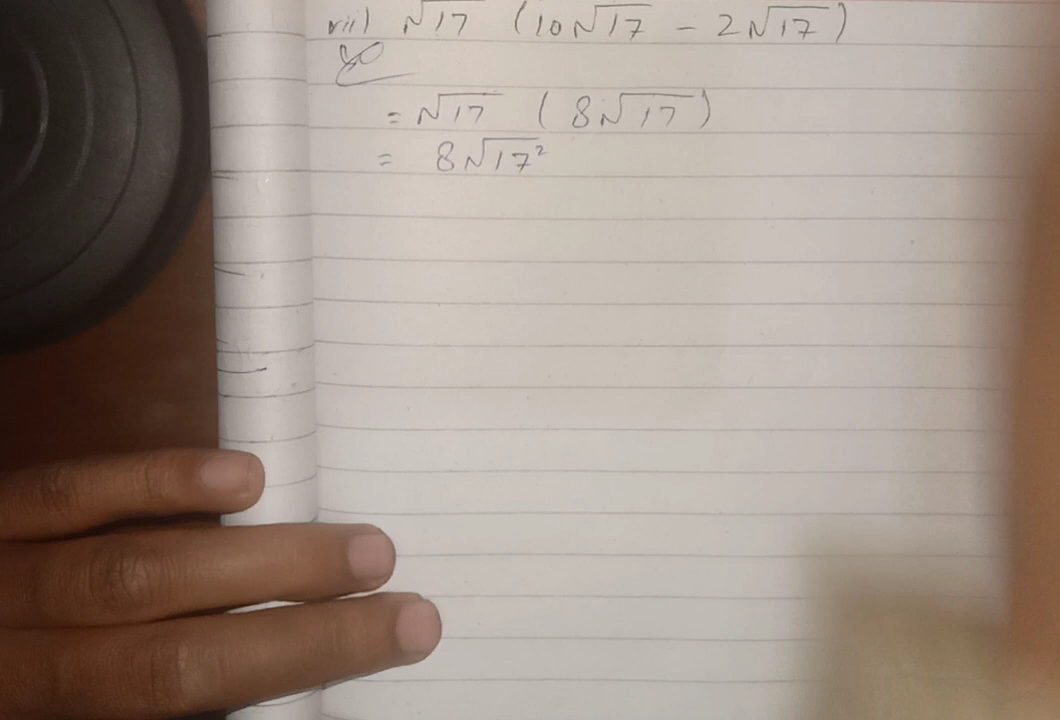 vii) √17 (10√17 - 2√17)
= √17 (8√17)
= 8√17²